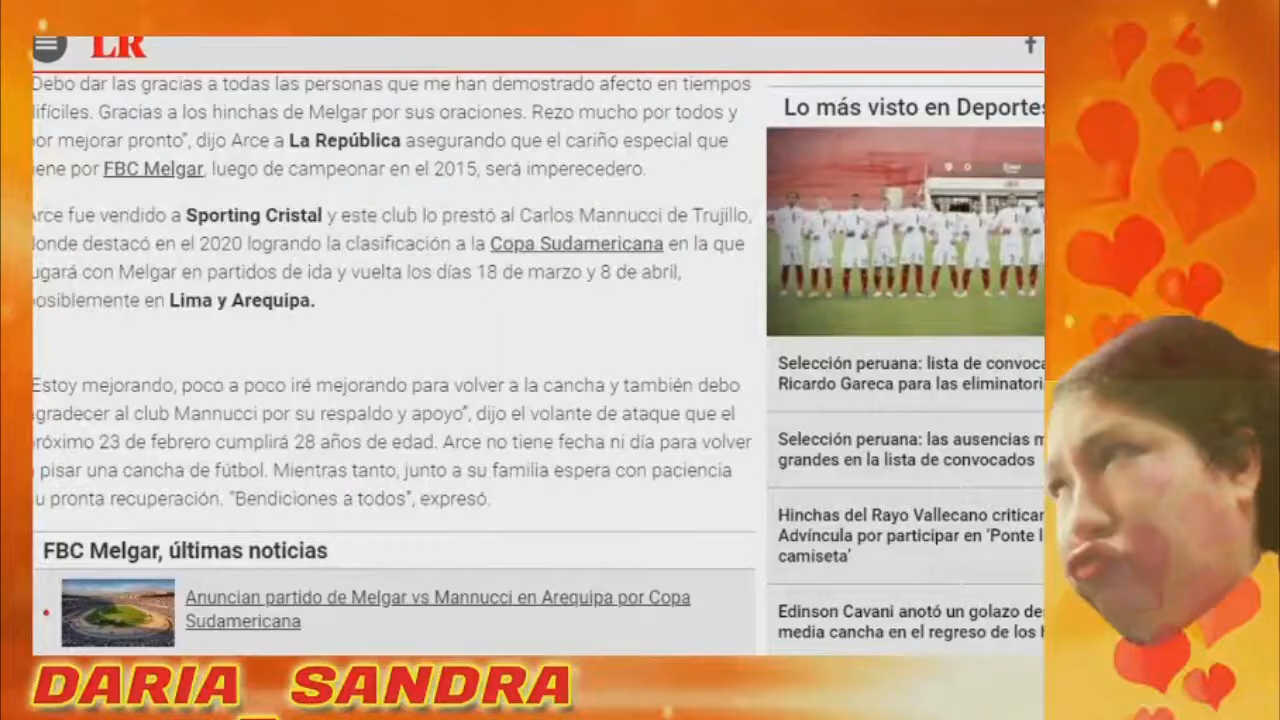 LR
Debo dar las gracias a todas las personas que me han demostrado afecto en tiempos
ifíciles. Gracias a los hinchas de Melgar por sus oraciones. Rezo mucho por todos y
or mejorar pronto”, dijo Arce a La República asegurando que el cariño especial que
iene por FBC Melgar, luego de campeonar en el 2015, será imperecedero.
rce fue vendido a Sporting Cristal y este club lo prestó al Carlos Mannucci de Trujillo,
onde destacó en el 2020 logrando la clasificación a la Copa Sudamericana en la que
ugará con Melgar en partidos de ida y vuelta los días 18 de marzo y 8 de abril,
osiblemente en Lima y Arequipa.
Estoy mejorando, poco a poco iré mejorando para volver a la cancha y también debo
gradecer al club Mannucci por su respaldo y apoyo”, dijo el volante de ataque que el
róximo 23 de febrero cumplirá 28 años de edad. Arce no tiene fecha ni día para volver
pisar una cancha de fútbol. Mientras tanto, junto a su familia espera con paciencia
u pronta recuperación. “Bendiciones a todos”, expresó.
FBC Melgar, últimas noticias
Anuncian partido de Melgar vs Mannucci en Arequipa por Copa
Sudamericana
Lo más visto en Deportes
Selección peruana: lista de convoca
Ricardo Gareca para las eliminatori
Selección peruana: las ausencias m
grandes en la lista de convocados
Hinchas del Rayo Vallecano criticar
Advíncula por participar en ‘Ponte l
camiseta’
Edinson Cavani anotó un golazo de
media cancha en el regreso de los h
DARIA SANDRA